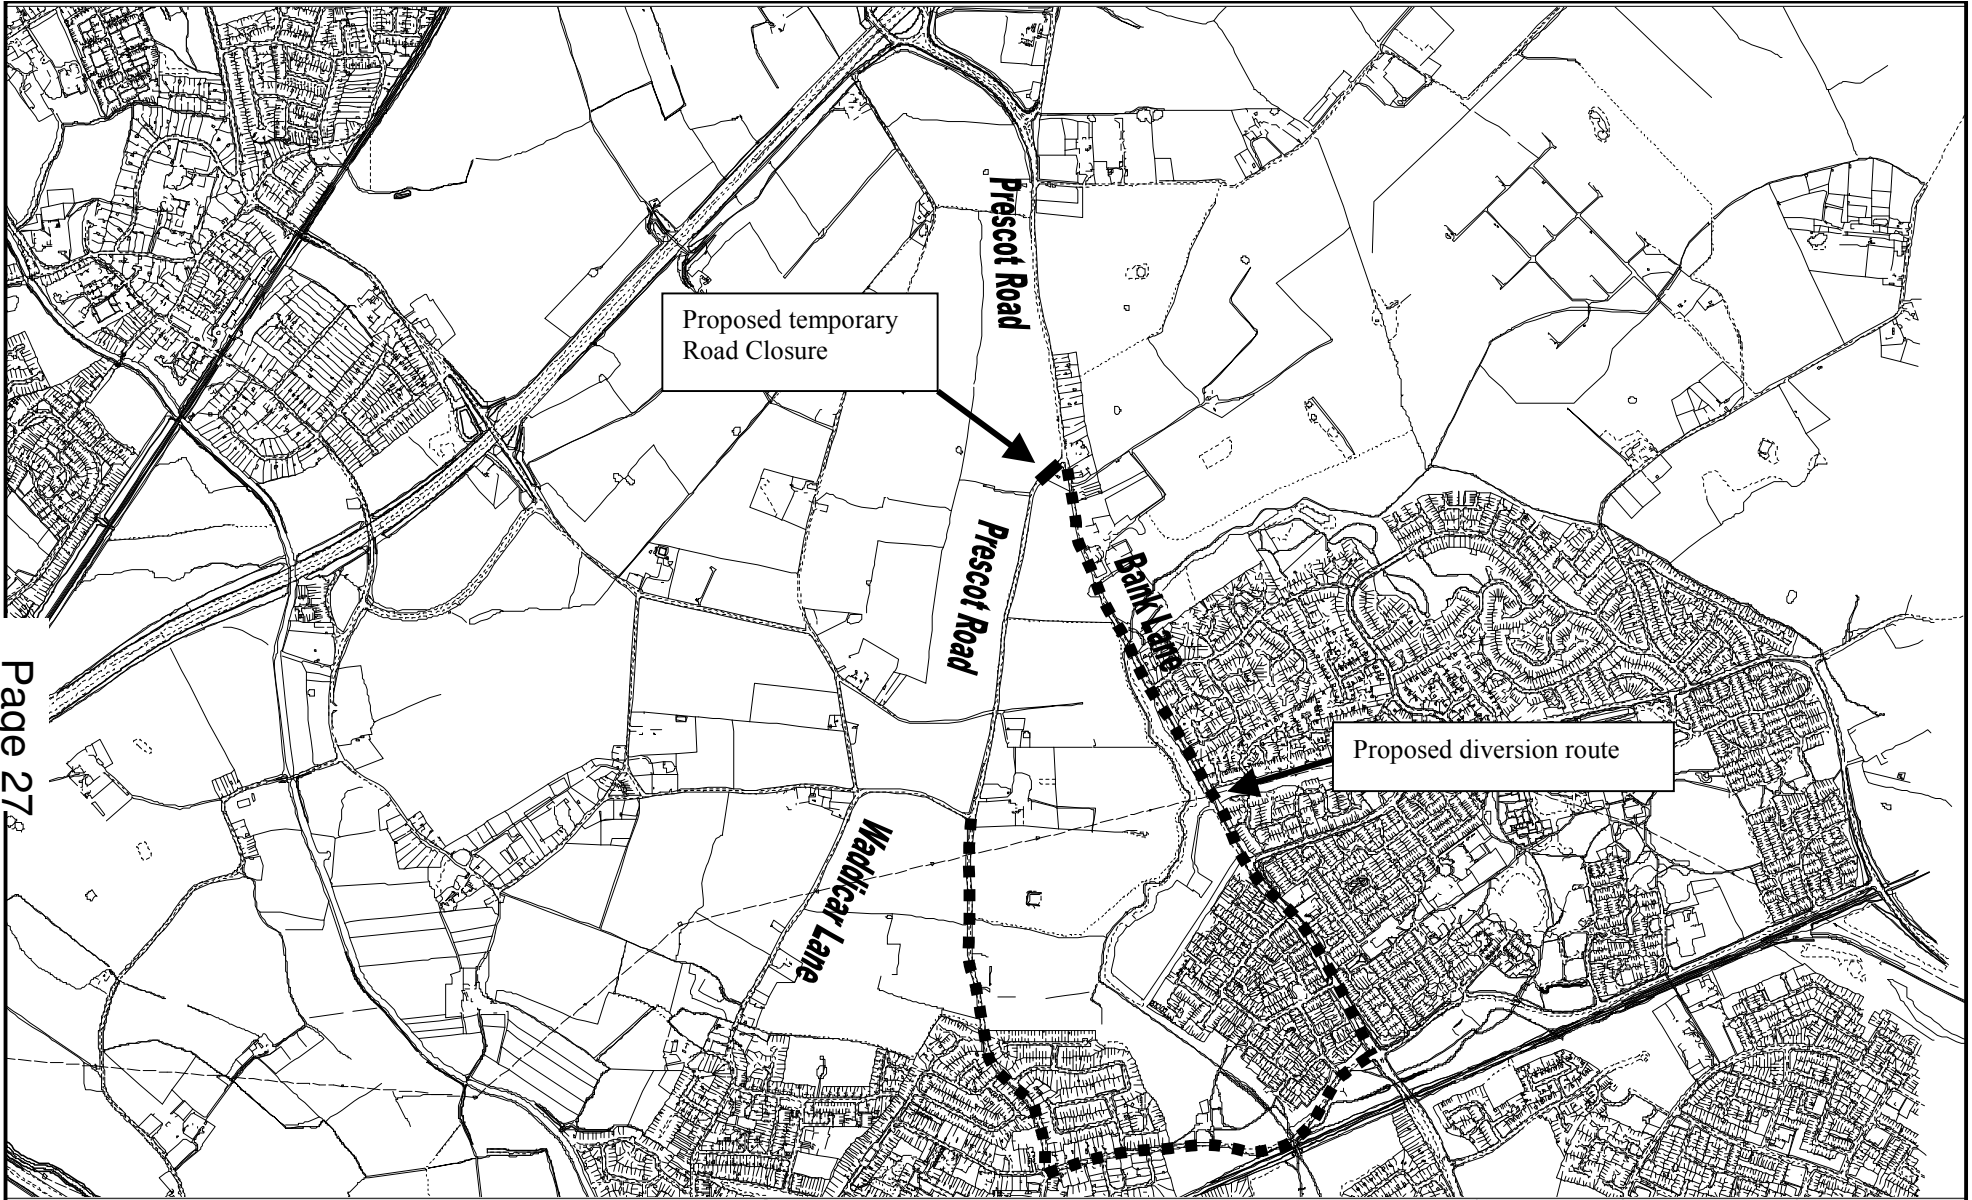 Prescot Road
Proposed temporary
Road Closure
Prescot Road
Bank Lane
Proposed diversion route
Waddicar Lane
Page 27